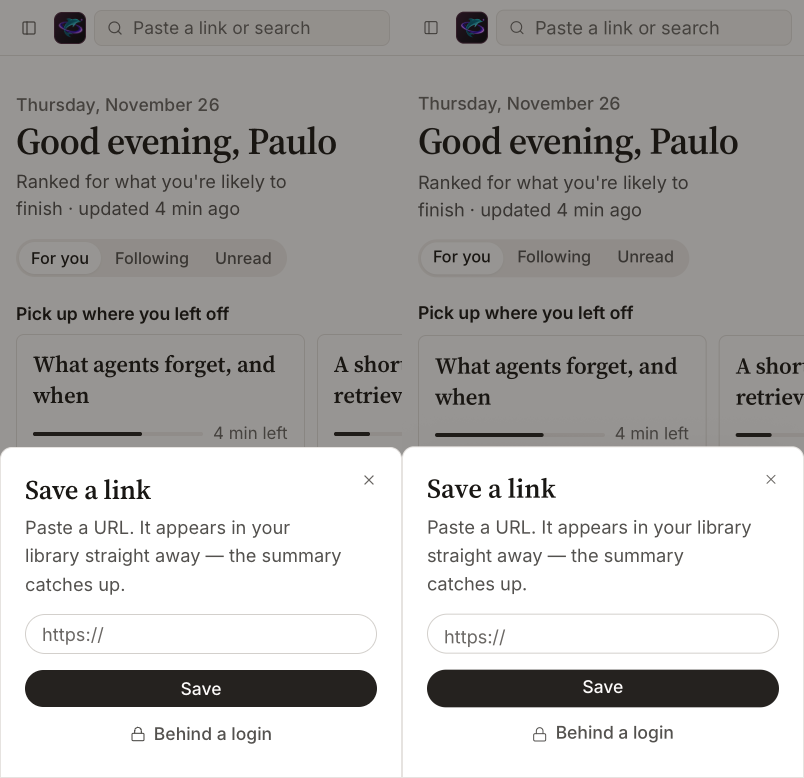 Paste a link or search
Thursday, November 26
Good evening, Paulo
Ranked for what you're likely to
finish · updated 4 min ago
For you Following Unread
Pick up where you left off
What agents forget, and
when
4 min left
Save a link
Paste a URL. It appears in your
library straight away — the summary
catches up.
https://
Save
Behind a login
Paste a link or search
Thursday, November 26
Good evening, Paulo
Ranked for what you're likely to
finish · updated 4 min ago
For you Following Unread
Pick up where you left off
What agents forget, and
when
4 min left
Save a link
Paste a URL. It appears in your library
straight away — the summary
catches up.
https://
Save
Behind a login